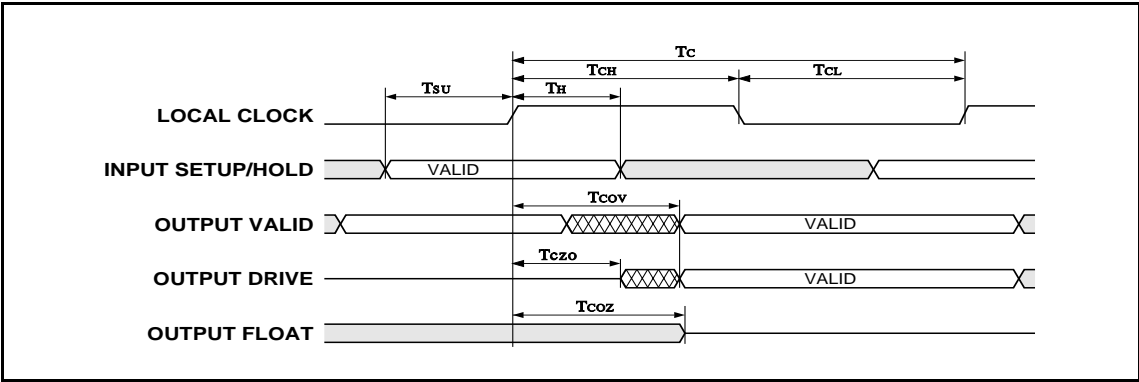 TC
TCH TCL
TSU TH
LOCAL CLOCK
INPUT SETUP/HOLD VALID
TCOV
OUTPUT VALID VALID
TCZO
OUTPUT DRIVE VALID
TCOZ
OUTPUT FLOAT